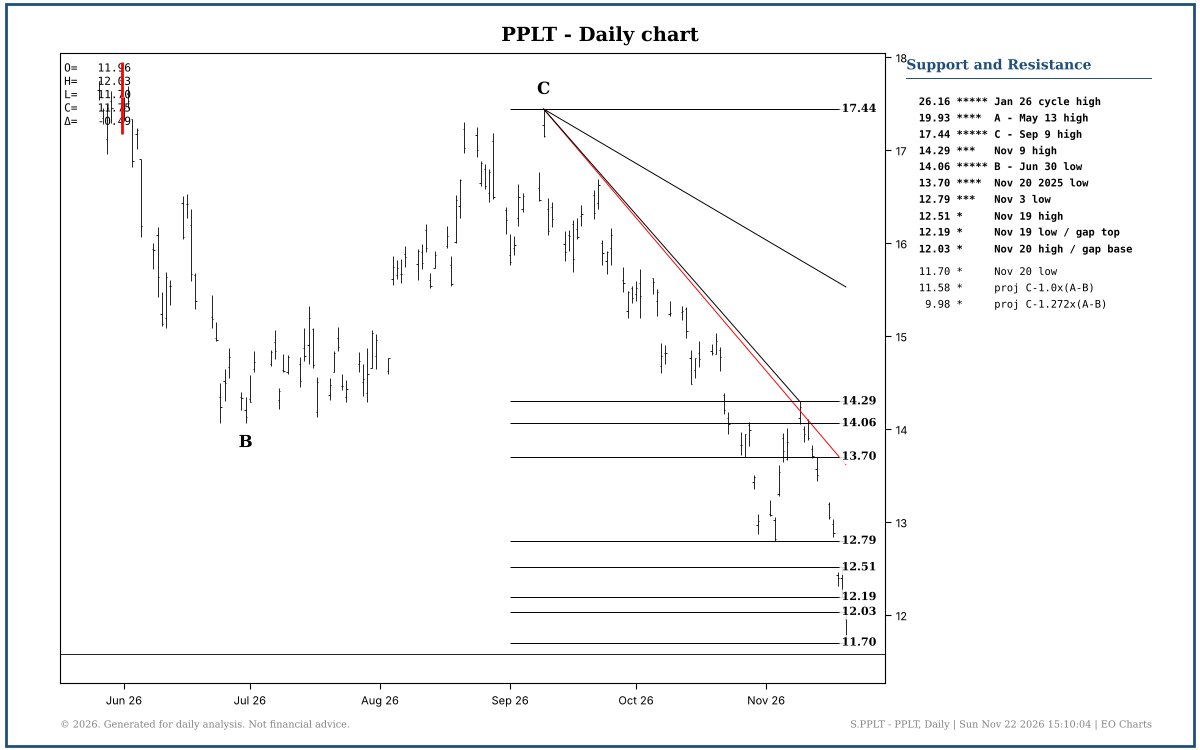 PPLT - Daily chart
O= 11.96
H= 12.03
L= 11.70
C= 11.75
Δ= -0.49
C
B
17.44
14.29
14.06
13.70
12.79
12.51
12.19
12.03
11.70
18
17
16
15
14
13
12
Jun 26 Jul 26 Aug 26 Sep 26 Oct 26 Nov 26
Support and Resistance
26.16 ***** Jan 26 cycle high
19.93 **** A - May 13 high
17.44 ***** C - Sep 9 high
14.29 *** Nov 9 high
14.06 ***** B - Jun 30 low
13.70 **** Nov 20 2025 low
12.79 *** Nov 3 low
12.51 * Nov 19 high
12.19 * Nov 19 low / gap top
12.03 * Nov 20 high / gap base
11.70 * Nov 20 low
11.58 * proj C-1.0x(A-B)
9.98 * proj C-1.272x(A-B)
© 2026. Generated for daily analysis. Not financial advice.
S.PPLT - PPLT, Daily | Sun Nov 22 2026 15:10:04 | EO Charts